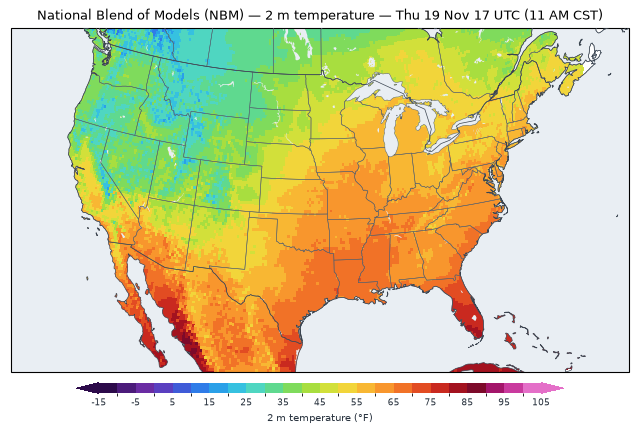 National Blend of Models (NBM) — 2 m temperature — Thu 19 Nov 17 UTC (11 AM CST)
-15 -5 5 15 25 35 45 55 65 75 85 95 105
2 m temperature (°F)